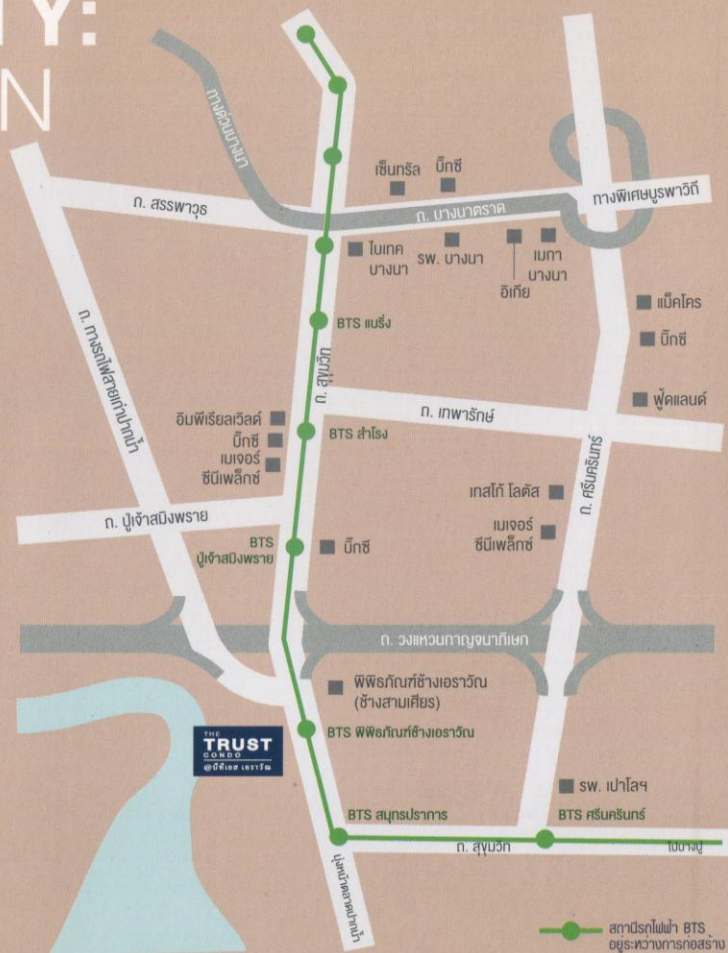 TY:
N
ทางด่วนบางนา
เซ็นทรัล
บิ๊กซี
ถ. สรรพาวุธ
ถ. บางนาตราด
ทางพิเศษบูรพาวิถี
ไบเทค
บางนา
รพ. บางนา
อิเกีย
เมกา
บางนา
แม็คโคร
บิ๊กซี
ฟู้ดแลนด์
BTS แบริ่ง
ถ. สุขุมวิท
ถ. ทางรถไฟสายเก่าปากน้ำ
อิมพีเรียลเวิลด์
บิ๊กซี
เมเจอร์
ซีนีเพล็กซ์
BTS สำโรง
ถ. เทพารักษ์
ถ. ศรีนครินทร์
เทสโก้ โลตัส
เมเจอร์
ซีนีเพล็กซ์
ถ. ปู่เจ้าสมิงพราย
BTS
ปู่เจ้าสมิงพราย
บิ๊กซี
ถ. วงแหวนกาญจนาภิเษก
พิพิธภัณฑ์ช้างเอราวัณ
(ช้างสามเศียร)
THE
TRUST
CONDO
@บีทีเอส เอราวัณ
BTS พิพิธภัณฑ์ช้างเอราวัณ
รพ. เปาโลฯ
BTS สมุทรปราการ
BTS ศรีนครินทร์
ถ. สุขุมวิท
ไปบางปู
มุ่งหน้าตลาดปากน้ำ
สถานีรถไฟฟ้า BTS
อยู่ระหว่างการก่อสร้าง